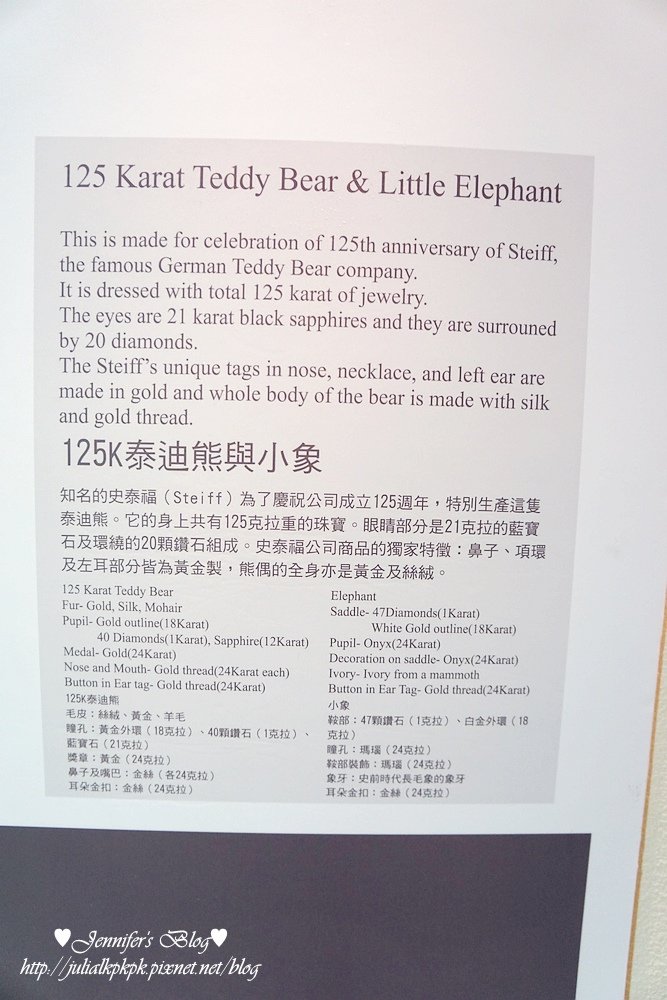 125 Karat Teddy Bear & Little Elephant
This is made for celebration of 125th anniversary of Steiff,
the famous German Teddy Bear company.
It is dressed with total 125 karat of jewelry.
The eyes are 21 karat black sapphires and they are surrouned
by 20 diamonds.
The Steiff's unique tags in nose, necklace, and left ear are
made in gold and whole body of the bear is made with silk
and gold thread.
125K泰迪熊與小象
知名的史泰福（Steiff）為了慶祝公司成立125週年，特別生產這隻
泰迪熊。它的身上共有125克拉重的珠寶。眼睛部分是21克拉的藍寶
石及環繞的20顆鑽石組成。史泰福公司商品的獨家特徵：鼻子、項環
及左耳部分皆為黃金製，熊偶的全身亦是黃金及絲絨。
125 Karat Teddy Bear
Fur- Gold, Silk, Mohair
Pupil- Gold outline(18Karat)
40 Diamonds(1Karat), Sapphire(12Karat)
Medal- Gold(24Karat)
Nose and Mouth- Gold thread(24Karat each)
Button in Ear tag- Gold thread(24Karat)
125K泰迪熊
毛皮：絲絨、黃金、羊毛
瞳孔：黃金外環（18克拉）、40顆鑽石（1克拉）、
藍寶石（21克拉）
獎章：黃金（24克拉）
鼻子及嘴巴：金絲（各24克拉）
耳朵金扣：金絲（24克拉）
Elephant
Saddle- 47Diamonds(1Karat)
White Gold outline(18Karat)
Pupil- Onyx(24Karat)
Decoration on saddle- Onyx(24Karat)
Ivory- Ivory from a mammoth
Button in Ear Tag- Gold thread(24Karat)
小象
鞍部：47顆鑽石（1克拉）、白金外環（18
克拉）
瞳孔：瑪瑙（24克拉）
鞍部裝飾：瑪瑙（24克拉）
象牙：史前時代長毛象的象牙
耳朵金扣：金絲（24克拉）
♥Jennifer's Blog♥
http://julialkpkpk.pixnet.net/blog